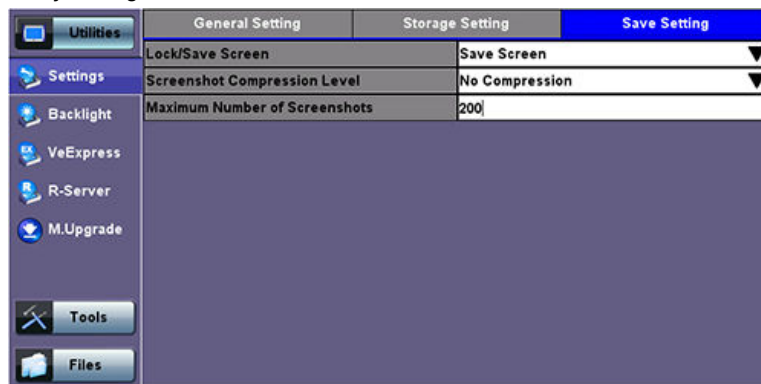 Utilities
General Setting Storage Setting Save Setting
Lock/Save Screen Save Screen
Settings
Screenshot Compression Level No Compression
Maximum Number of Screenshots 200
Backlight
VeExpress
R-Server
M.Upgrade
Tools
Files